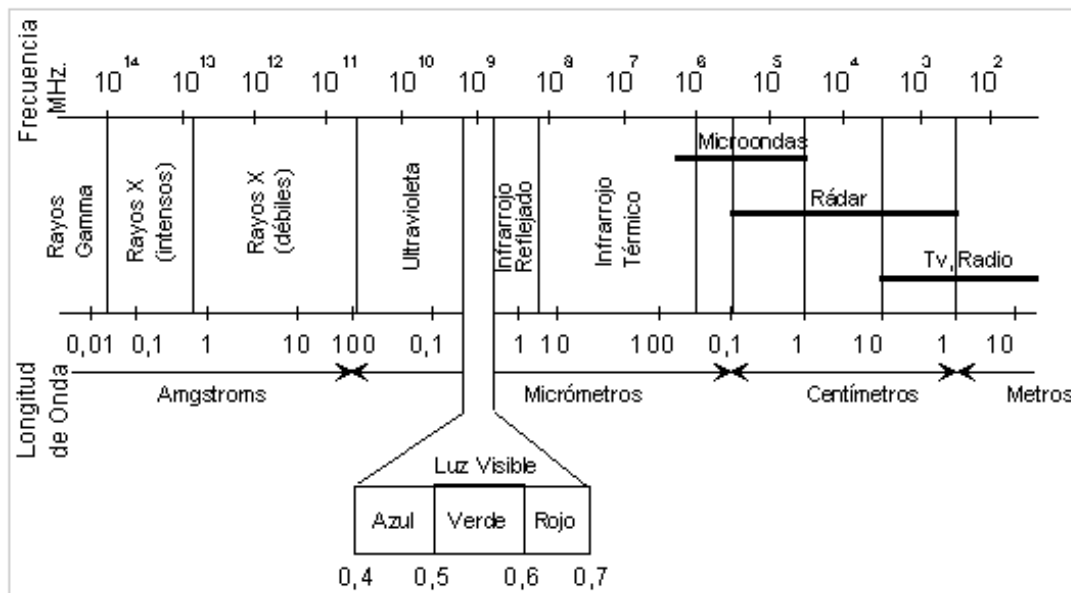 Frecuencia
MHz.
10^14 10^13 10^12 10^11 10^10 10^9 10^8 10^7 10^6 10^5 10^4 10^3 10^2
Rayos
Gamma
Rayos X
(intensos)
Rayos X
(débiles)
Ultravioleta
Infrarrojo
Reflejado
Infrarrojo
Térmico
Microondas
Rádar
Tv, Radio
0,01 0,1 1 10 100 0,1 1 10 100 0,1 1 10 1 10
Longitud
de Onda
Amgstroms Micrómetros Centímetros Metros
Luz Visible
Azul Verde Rojo
0,4 0,5 0,6 0,7